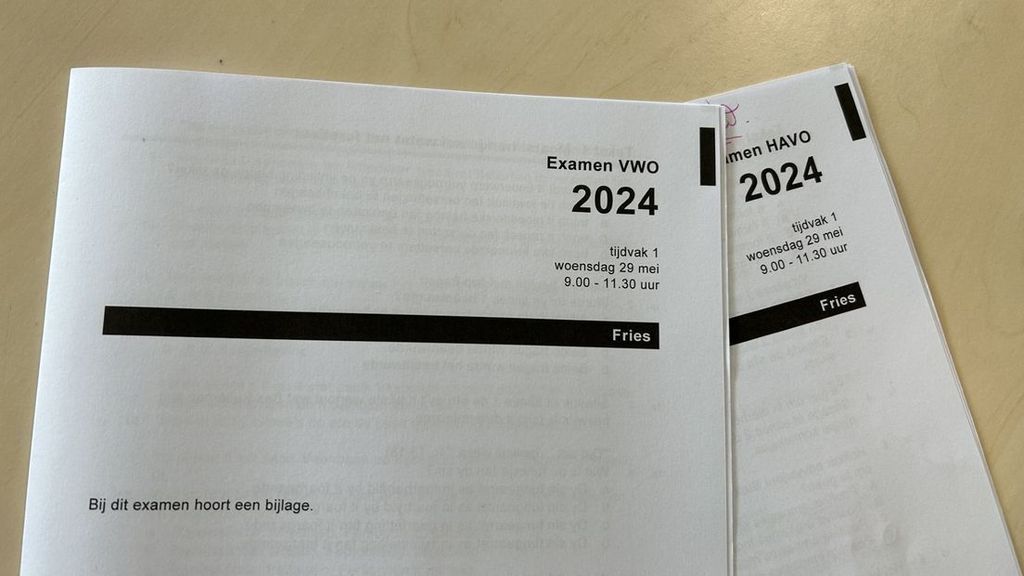 Examen VWO
2024
tijdvak 1
woensdag 29 mei
9.00 - 11.30 uur
Fries
Bij dit examen hoort een bijlage.
HAVO
2024
tijdvak 1
woensdag 29 mei
9.00 - 11.30 uur
Fries